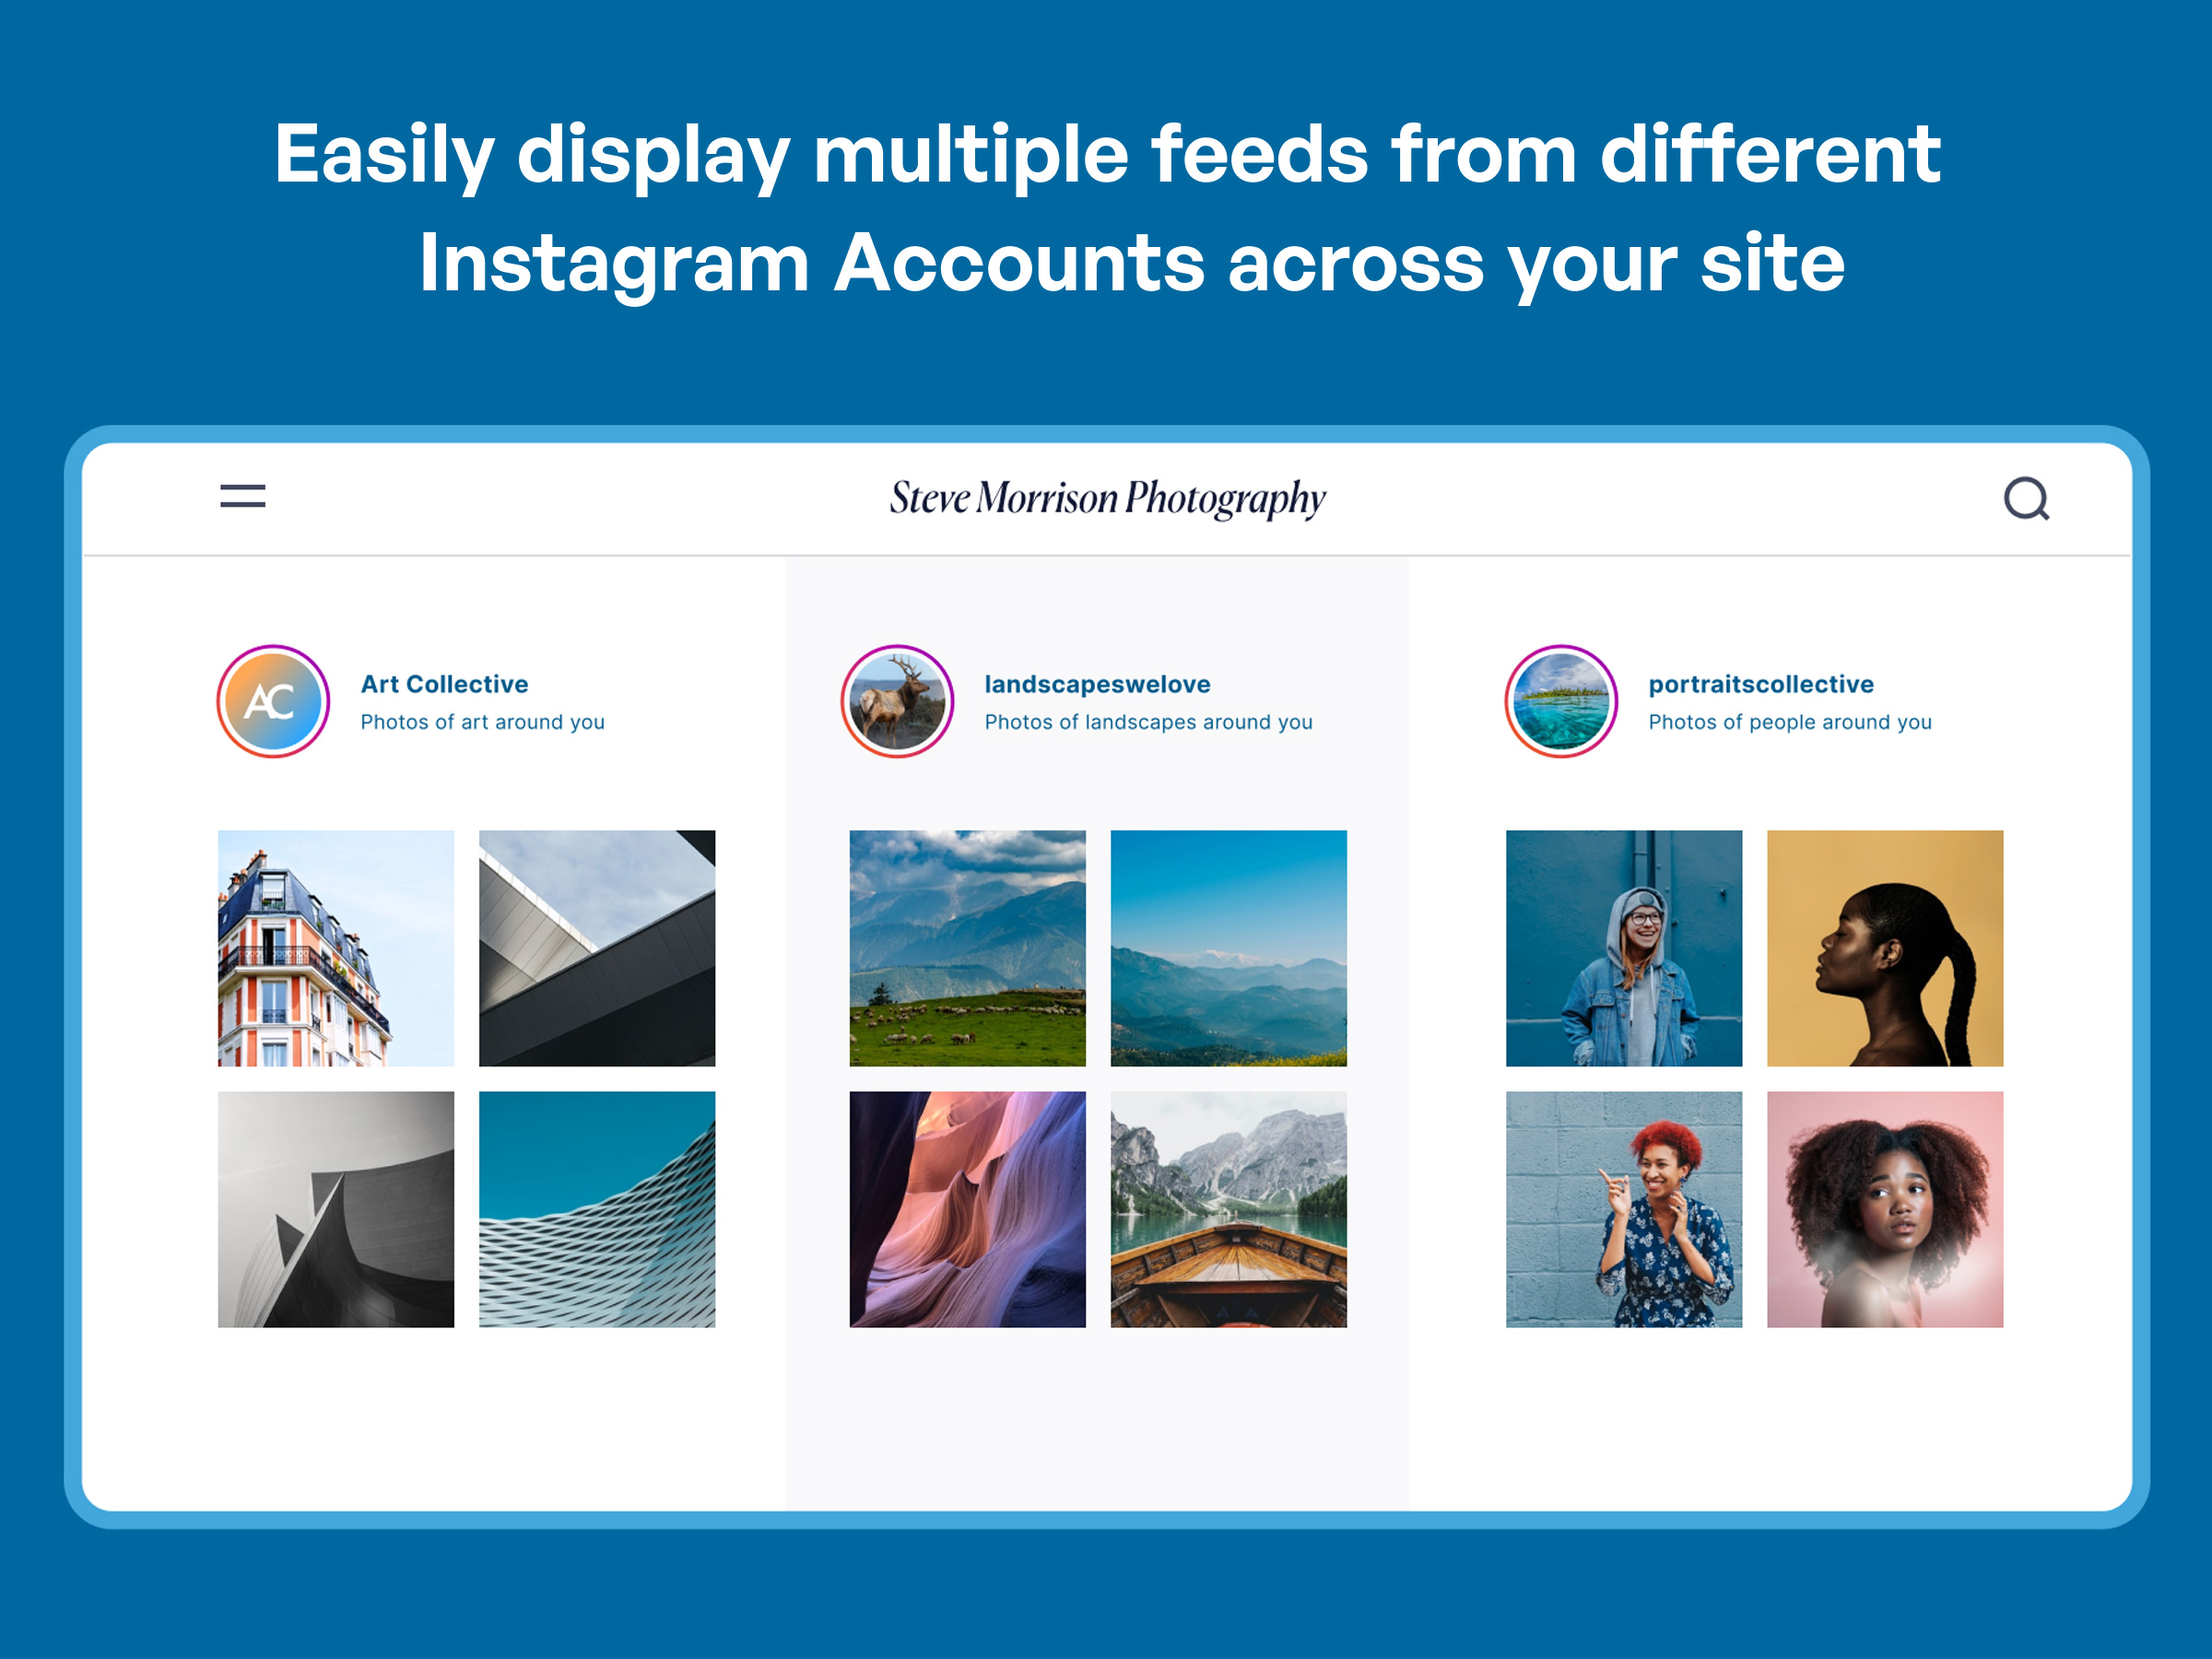 Easily display multiple feeds from different
Instagram Accounts across your site
Steve Morrison Photography
AC
Art Collective
Photos of art around you
landscapeswelove
Photos of landscapes around you
portraitscollective
Photos of people around you